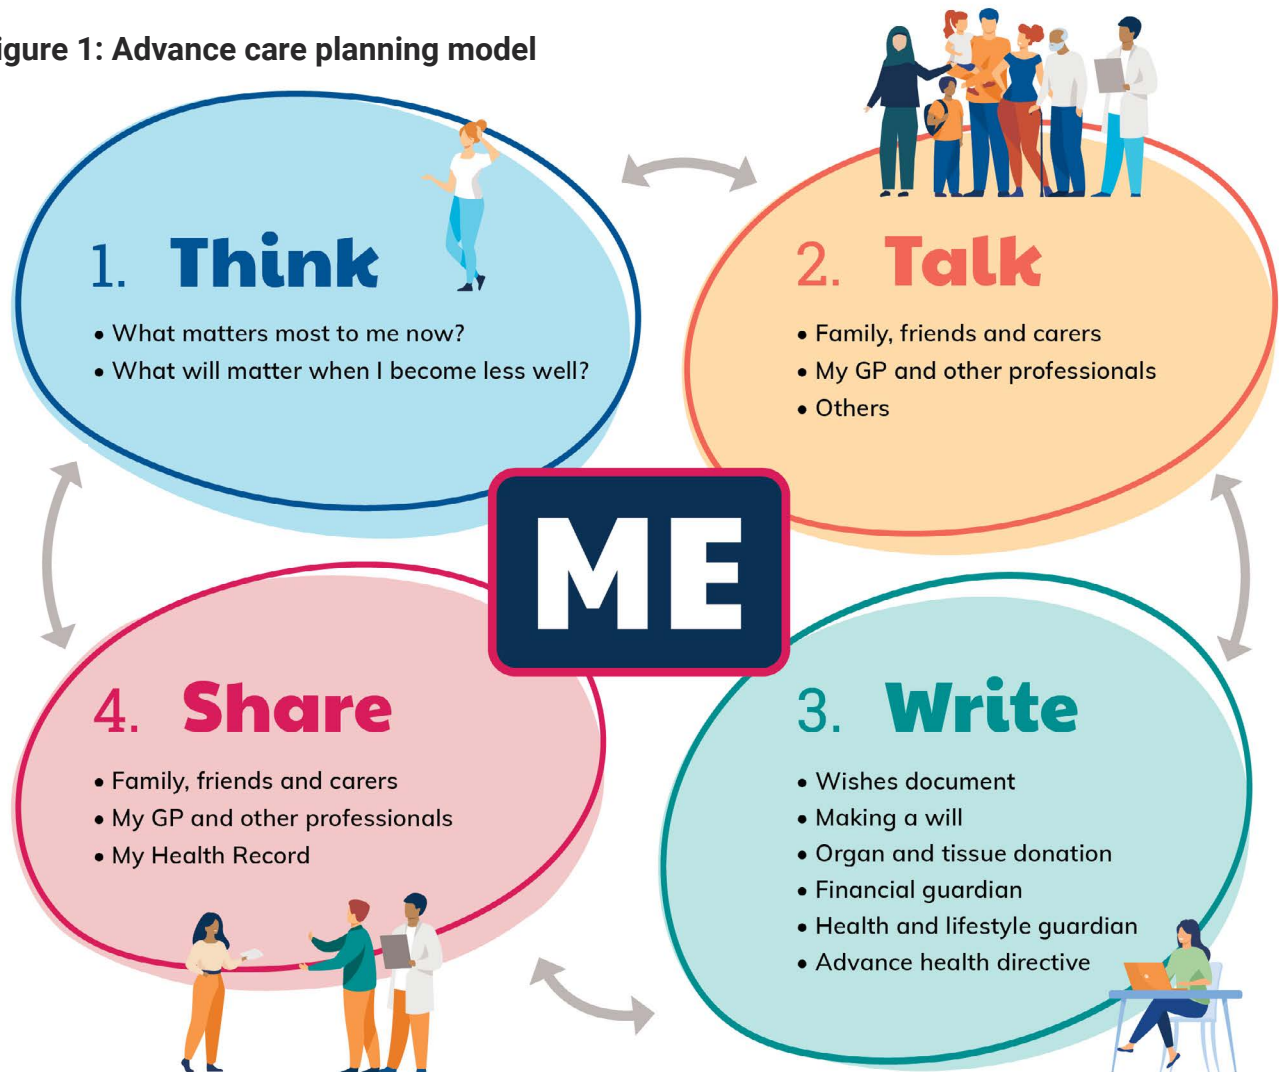 igure 1: Advance care planning model
1. Think
• What matters most to me now?
• What will matter when I become less well?
2. Talk
• Family, friends and carers
• My GP and other professionals
• Others
ME
4. Share
• Family, friends and carers
• My GP and other professionals
• My Health Record
3. Write
• Wishes document
• Making a will
• Organ and tissue donation
• Financial guardian
• Health and lifestyle guardian
• Advance health directive